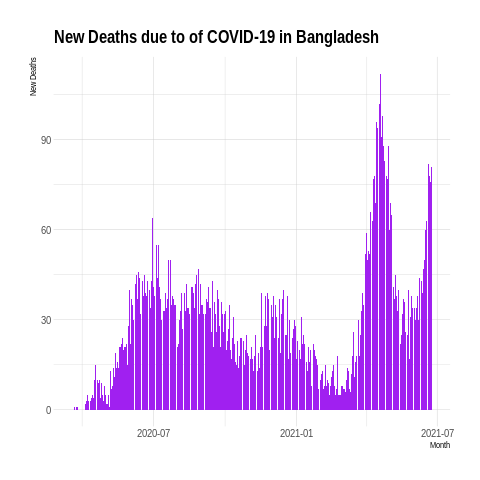 New Deaths due to of COVID-19 in Bangladesh
New Deaths
90
60
30
0
2020-07 2021-01 2021-07
Month